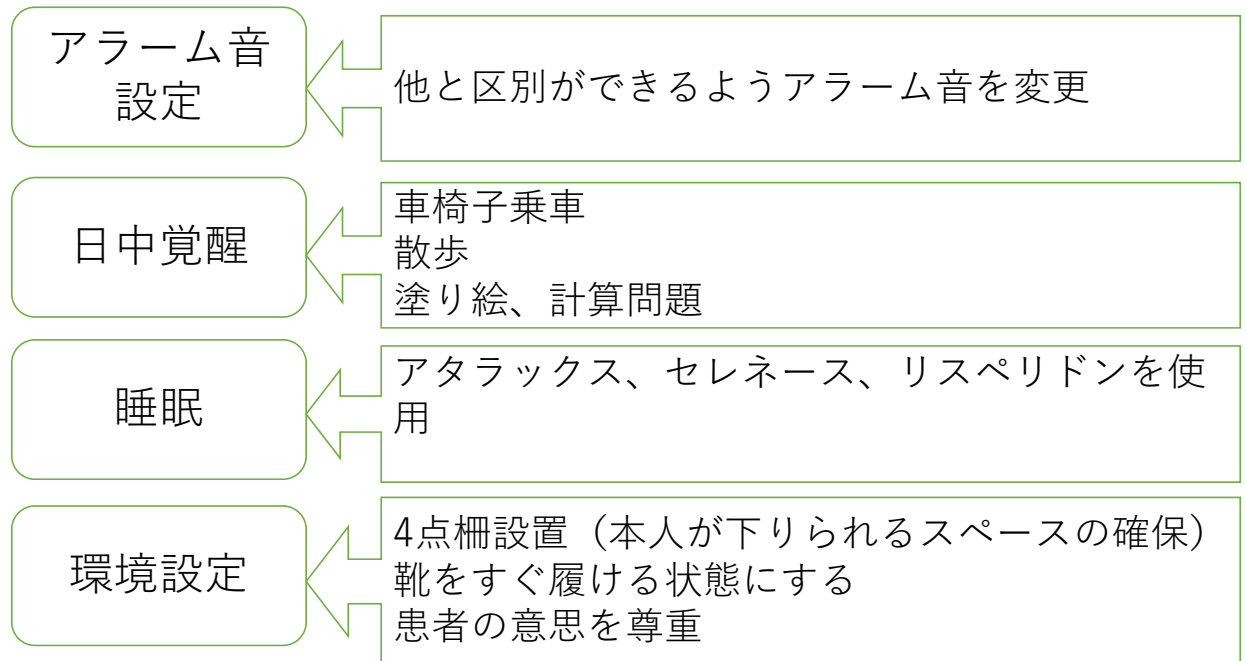 アラーム音
設定
他と区別ができるようアラーム音を変更
日中覚醒
車椅子乗車
散歩
塗り絵、計算問題
睡眠
アタラックス、セレネース、リスペリドンを使
用
環境設定
4点柵設置（本人が下りられるスペースの確保）
靴をすぐ履ける状態にする
患者の意思を尊重